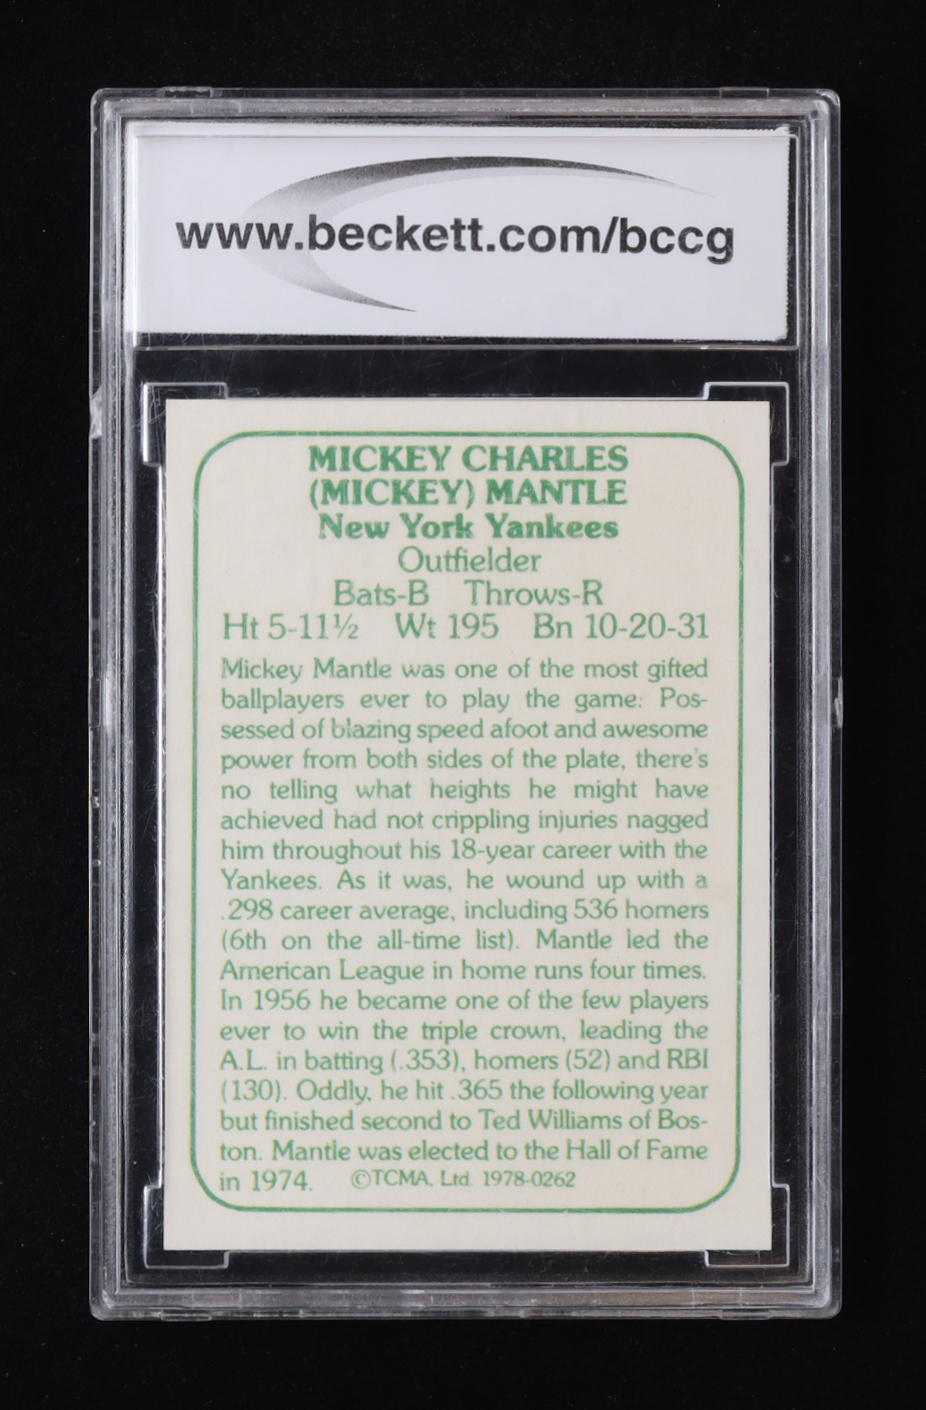 www.beckett.com/bccg
MICKEY CHARLES
(MICKEY) MANTLE
New York Yankees
Outfielder
Bats-B Throws-R
Ht 5-11½ Wt 195 Bn 10-20-31
Mickey Mantle was one of the most gifted
ballplayers ever to play the game: Pos-
sessed of blazing speed afoot and awesome
power from both sides of the plate, there's
no telling what heights he might have
achieved had not crippling injuries nagged
him throughout his 18-year career with the
Yankees. As it was, he wound up with a
.298 career average, including 536 homers
(6th on the all-time list). Mantle led the
American League in home runs four times.
In 1956 he became one of the few players
ever to win the triple crown, leading the
A.L. in batting (.353), homers (52) and RBI
(130). Oddly, he hit .365 the following year
but finished second to Ted Williams of Bos-
ton. Mantle was elected to the Hall of Fame
in 1974. ©TCMA, Ltd. 1978-0262